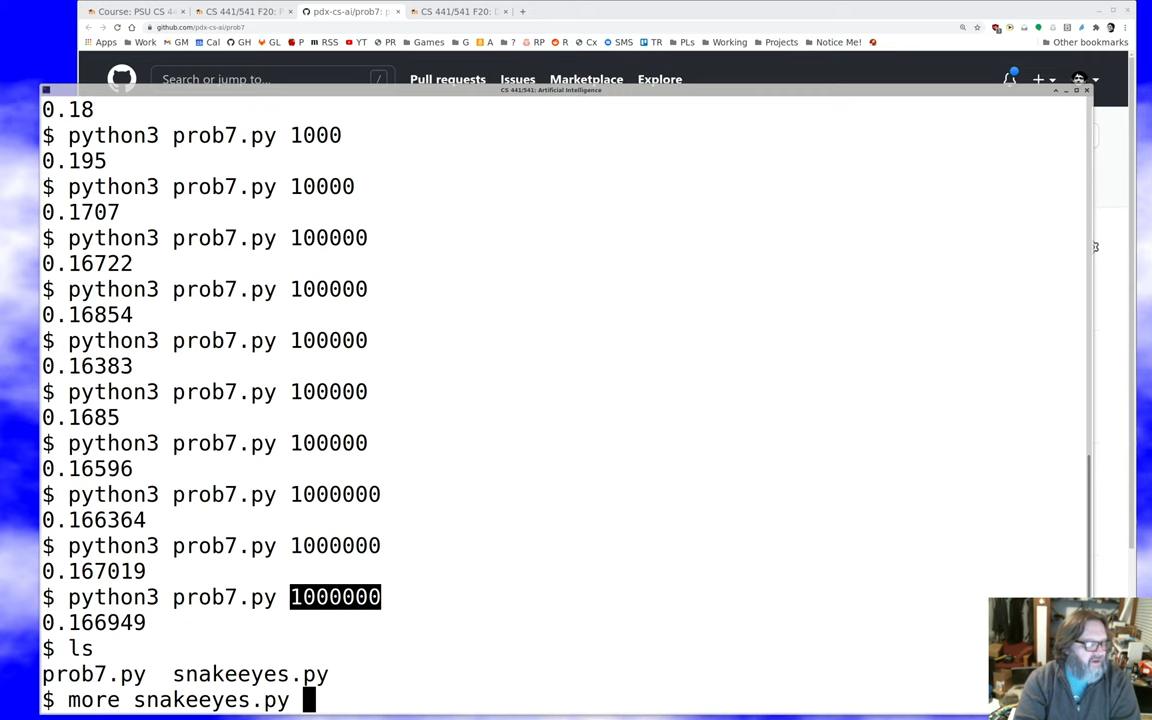 Course: PSU CS 44
CS 441/541 F20: P
pdx-cs-ai/prob7: p
CS 441/541 F20: D
github.com/pdx-cs-ai/prob7
Apps Work GM Cal GH GL P RSS YT PR Games G A ? RP R Cx SMS TR PLs Working Projects Notice Me! Other bookmarks
Search or jump to... / Pull requests Issues Marketplace Explore
CS 441/541: Artificial Intelligence
0.18
$ python3 prob7.py 1000
0.195
$ python3 prob7.py 10000
0.1707
$ python3 prob7.py 100000
0.16722
$ python3 prob7.py 100000
0.16854
$ python3 prob7.py 100000
0.16383
$ python3 prob7.py 100000
0.1685
$ python3 prob7.py 100000
0.16596
$ python3 prob7.py 1000000
0.166364
$ python3 prob7.py 1000000
0.167019
$ python3 prob7.py 1000000
0.166949
$ ls
prob7.py snakeeyes.py
$ more snakeeyes.py